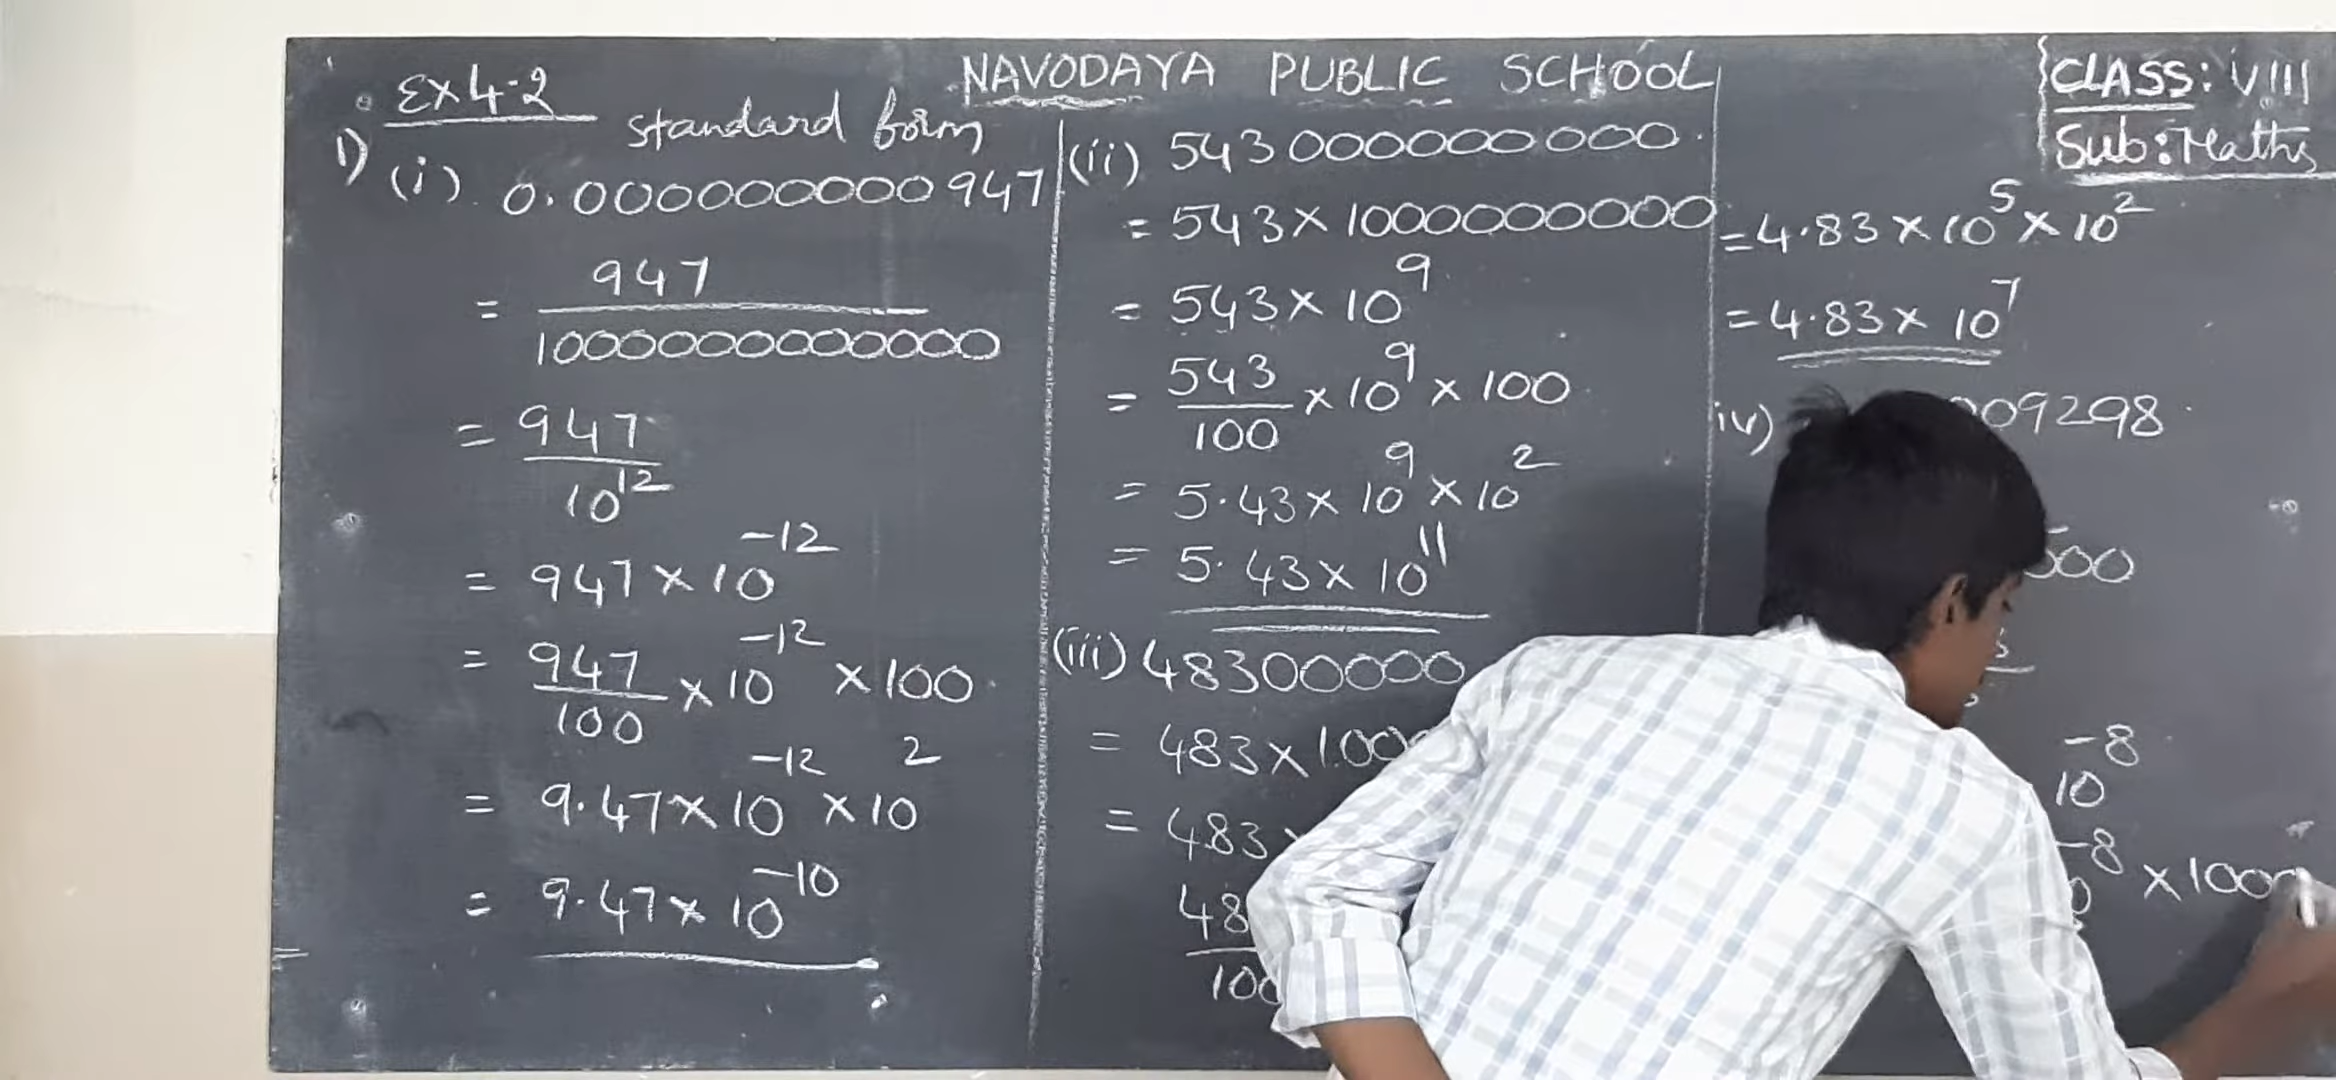 NAVODAYA PUBLIC SCHOOL
CLASS: VIII
Sub: Maths
Ex 4.2
standard form
1) (i) 0.000000000947
= 947/1000000000000
= 947/10^12
= 947 × 10^-12
= 947/100 × 10^-12 × 100
= 9.47 × 10^-12 × 10^2
= 9.47 × 10^-10
(ii) 543000000000
= 543 × 1000000000
= 543 × 10^9
= 543/100 × 10^9 × 100
= 5.43 × 10^9 × 10^2
= 5.43 × 10^11
(iii) 48300000
= 483 × 100
= 483
48
100
= 4.83 × 10^5 × 10^2
= 4.83 × 10^7
iv) 09298
10^-8
-8 × 1000